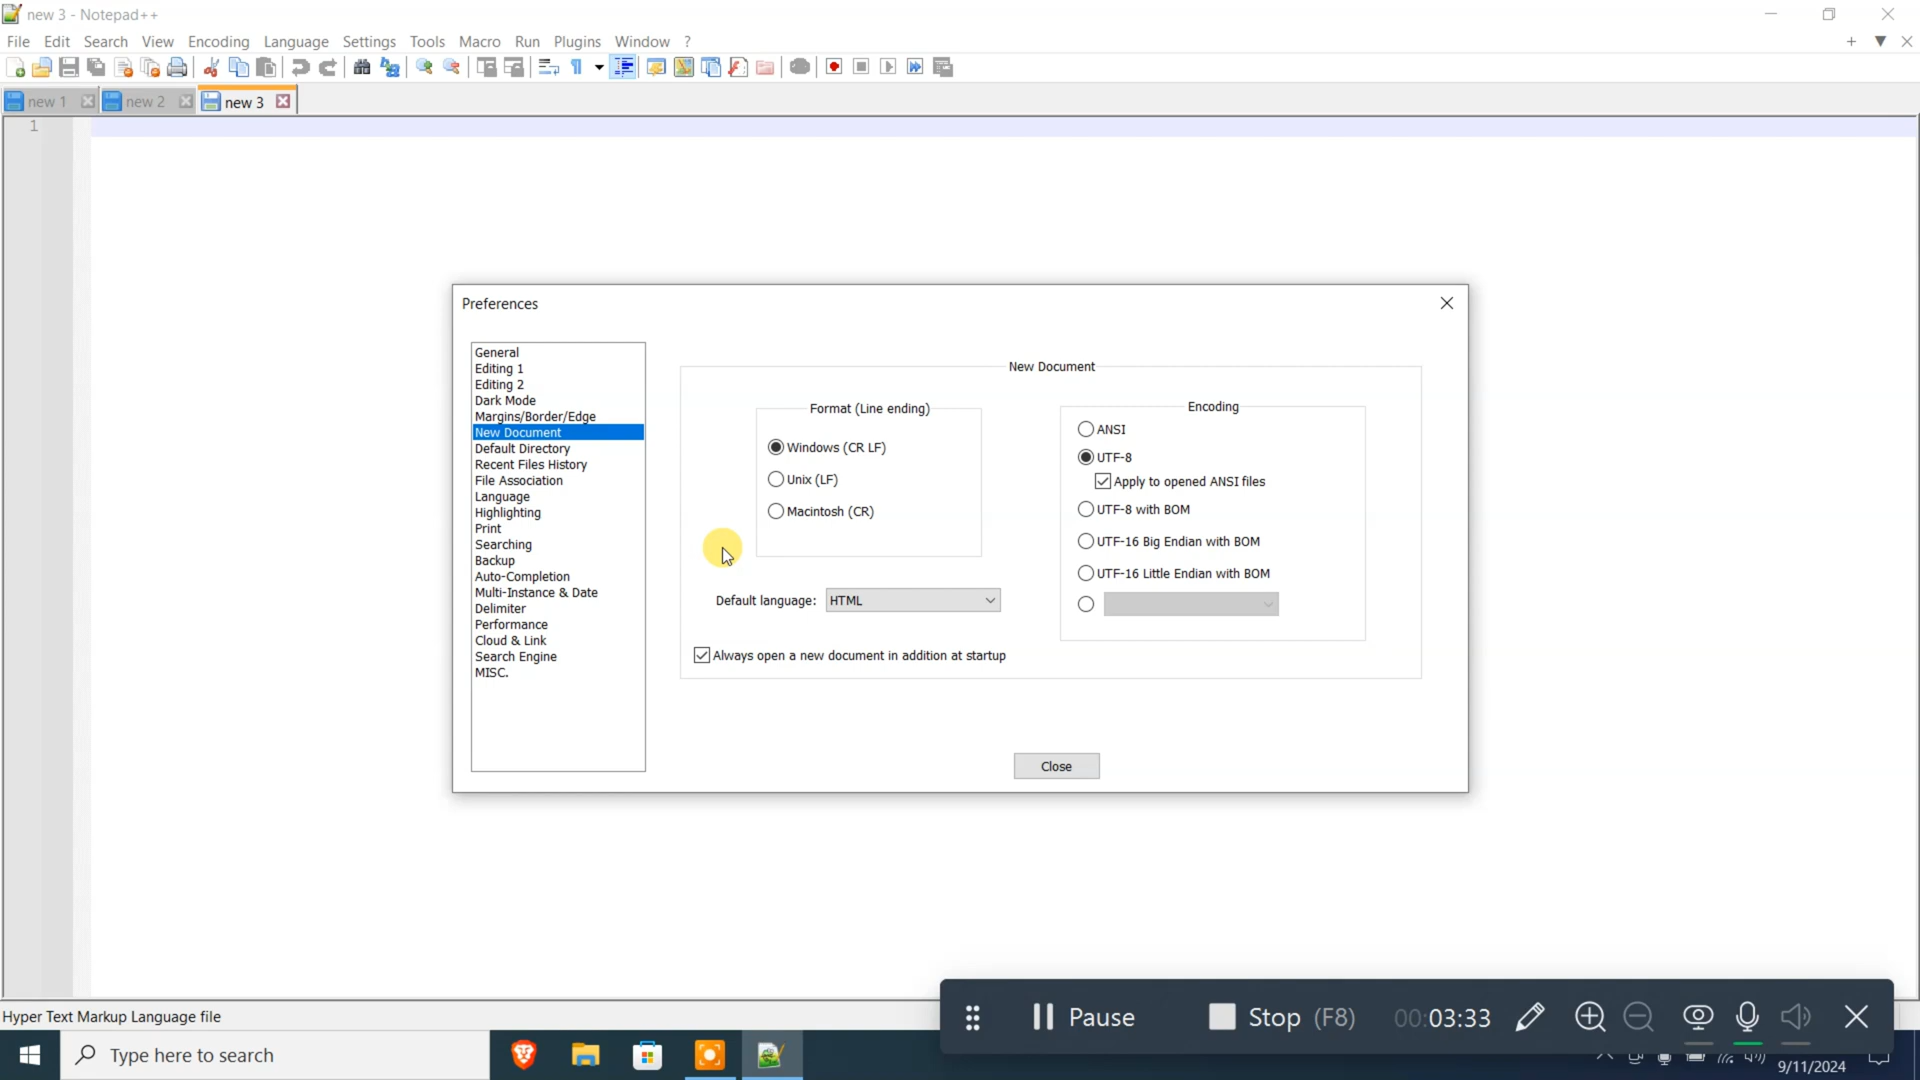 new 3 - Notepad++
File Edit Search View Encoding Language Settings Tools Macro Run Plugins Window ?
new 1 new 2 new 3
1
Preferences
General
Editing 1
Editing 2
Dark Mode
Margins/Border/Edge
New Document
Default Directory
Recent Files History
File Association
Language
Highlighting
Print
Searching
Backup
Auto-Completion
Multi-Instance & Date
Delimiter
Performance
Cloud & Link
Search Engine
MISC.
New Document
Format (Line ending)
Windows (CR LF)
Unix (LF)
Macintosh (CR)
Default language: HTML
Always open a new document in addition at startup
Encoding
ANSI
UTF-8
Apply to opened ANSI files
UTF-8 with BOM
UTF-16 Big Endian with BOM
UTF-16 Little Endian with BOM
Close
Hyper Text Markup Language file
Pause Stop (F8) 00:03:33
Type here to search
9/11/2024